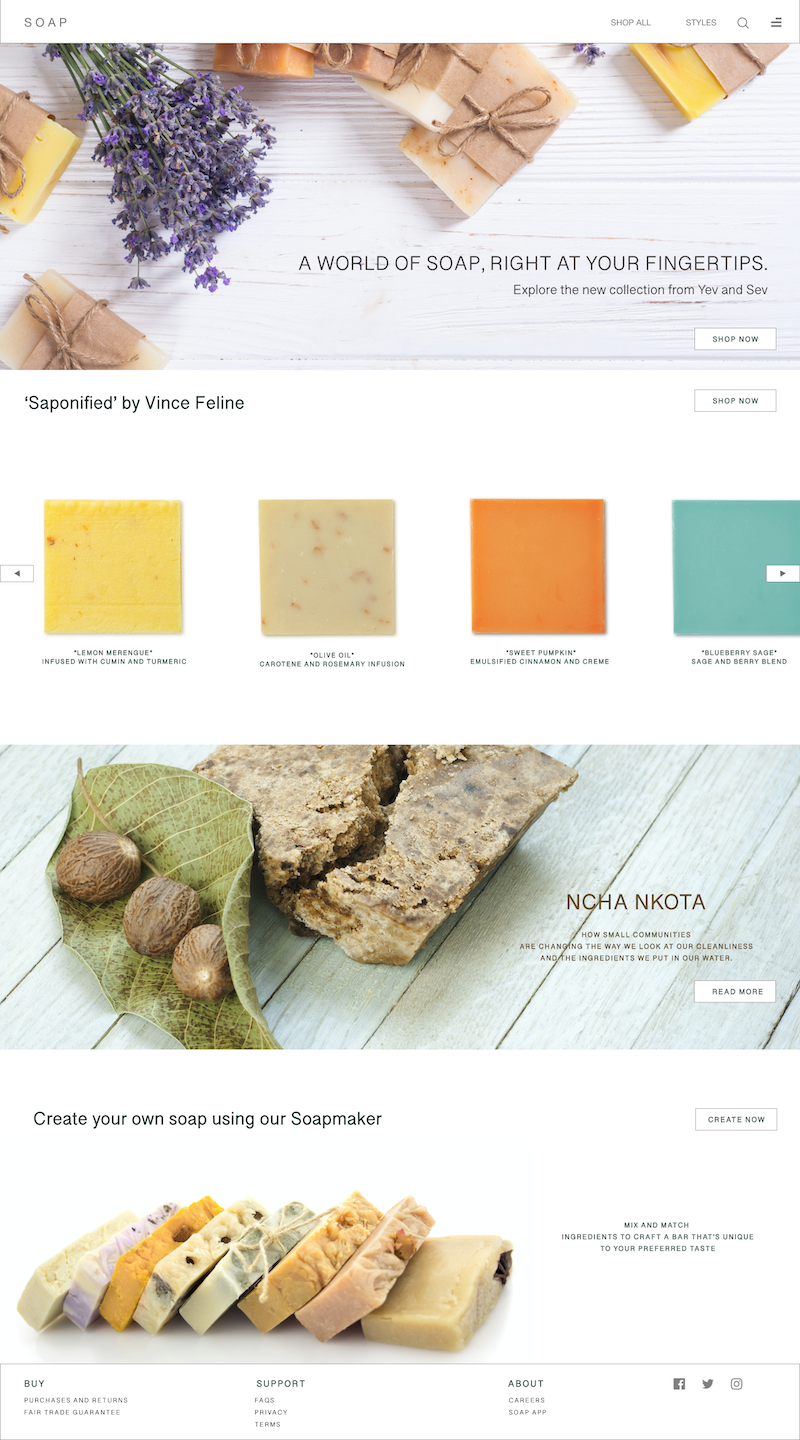 SOAP
SHOP ALL
STYLES
A WORLD OF SOAP, RIGHT AT YOUR FINGERTIPS.
Explore the new collection from Yev and Sev
SHOP NOW
‘Saponified’ by Vince Feline
SHOP NOW
"LEMON MERENGUE"
INFUSED WITH CUMIN AND TURMERIC
"OLIVE OIL"
CAROTENE AND ROSEMARY INFUSION
"SWEET PUMPKIN"
EMULSIFIED CINNAMON AND CREME
"BLUEBERRY SAGE"
SAGE AND BERRY BLEND
NCHA NKOTA
HOW SMALL COMMUNITIES
ARE CHANGING THE WAY WE LOOK AT OUR CLEANLINESS
AND THE INGREDIENTS WE PUT IN OUR WATER.
READ MORE
Create your own soap using our Soapmaker
CREATE NOW
MIX AND MATCH
INGREDIENTS TO CRAFT A BAR THAT'S UNIQUE
TO YOUR PREFERRED TASTE
BUY
PURCHASES AND RETURNS
FAIR TRADE GUARANTEE
SUPPORT
FAQS
PRIVACY
TERMS
ABOUT
CAREERS
SOAP APP